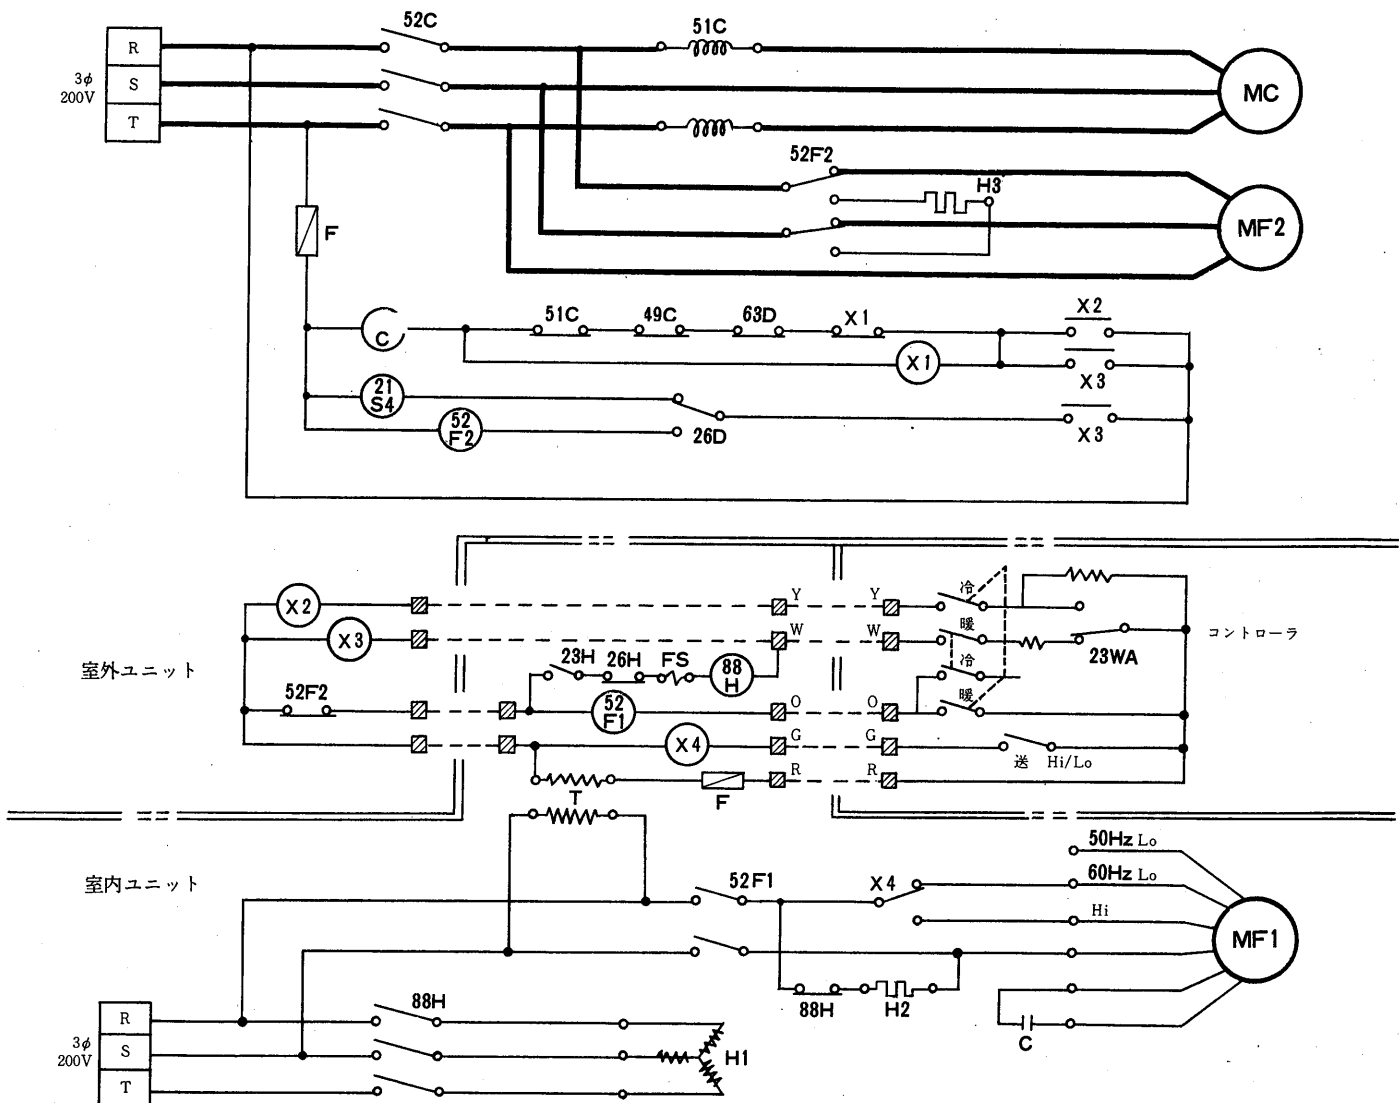 52C
51C
R
3φ
200V
S
T
MC
52F2
H3
F
MF2
51C
49C
63D
X1
X2
C
X1
X3
21
S4
52
F2
26D
X3
冷
X2
Y
Y
暖
X3
W
W
コントローラ
23WA
室外ユニット
23H
26H
FS
88
H
冷
52F2
52
F1
O
O
暖
X4
G
G
送 Hi/Lo
R
R
T
F
50Hz Lo
室内ユニット
52F1
X4
60Hz Lo
Hi
MF1
88H
88H
H2
R
3φ
200V
S
H1
C
T